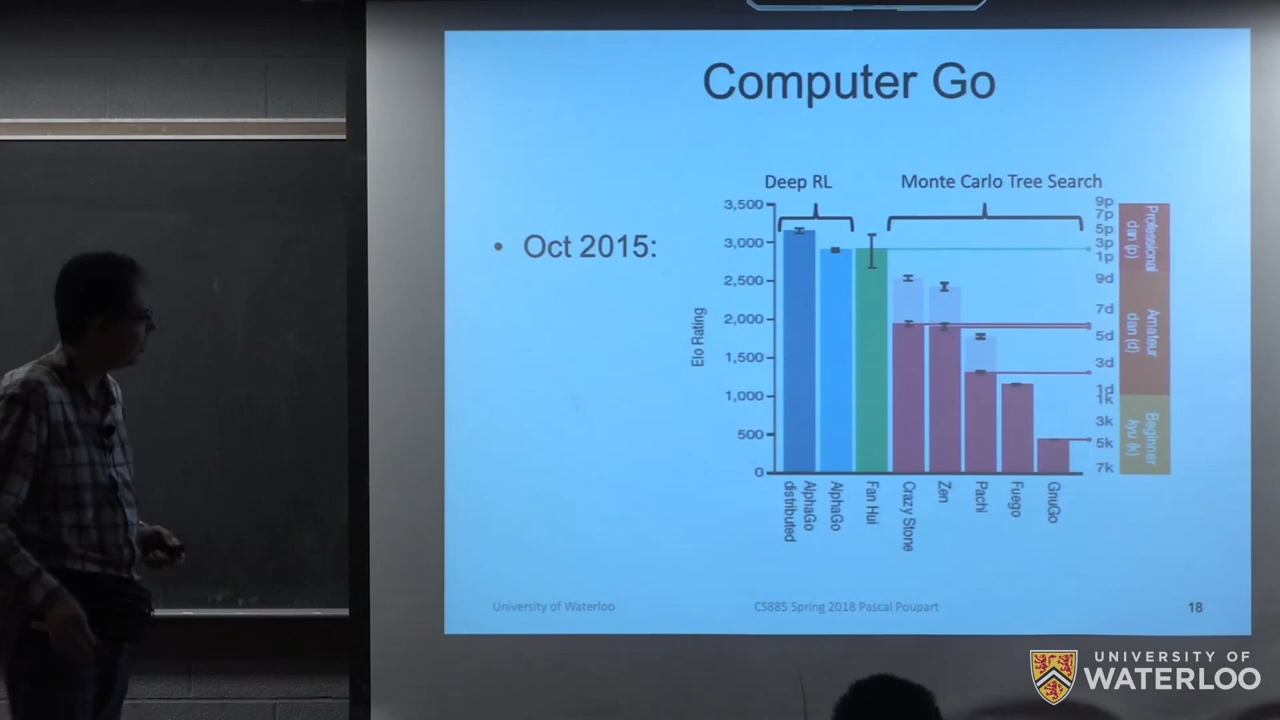 Computer Go
• Oct 2015:
Deep RL
Monte Carlo Tree Search
Elo Rating
3,500
3,000
2,500
2,000
1,500
1,000
500
0
9p
7p
5p
3p
1p
9d
7d
5d
3d
1d
1k
3k
5k
7k
Professional
dan (p)
Amateur
dan (d)
Beginner
kyu (k)
AlphaGo
distributed
AlphaGo
Fan Hui
Crazy Stone
Zen
Pachi
Fuego
GnuGo
University of Waterloo
CS885 Spring 2018 Pascal Poupart
18
UNIVERSITY OF
WATERLOO